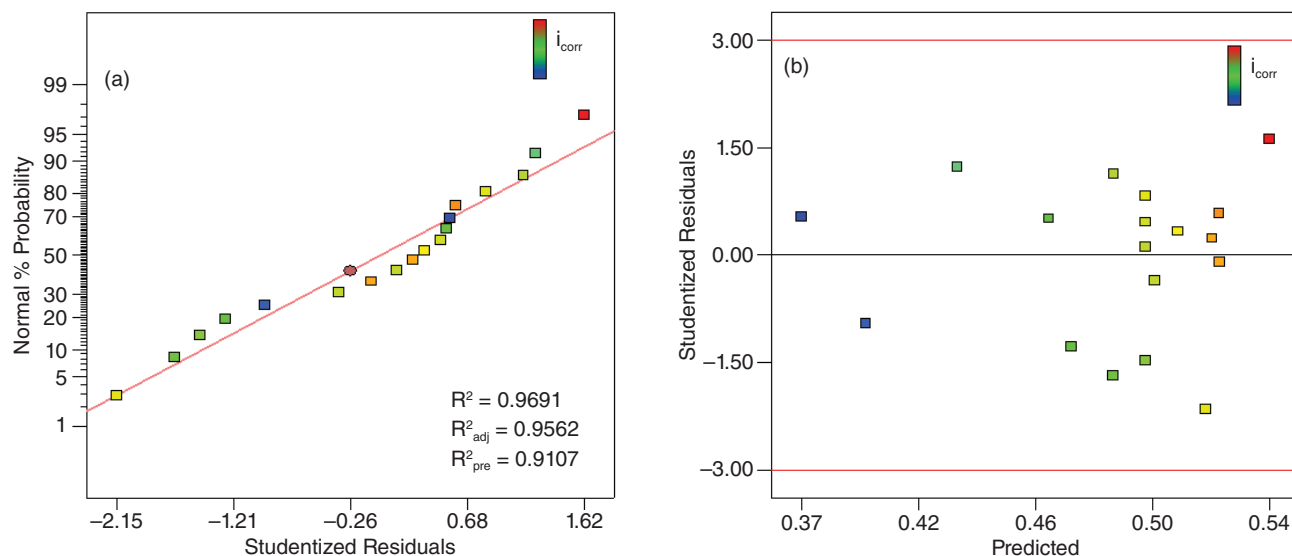 (a)
i_corr
Normal % Probability
99
95
90
80
70
50
30
20
10
5
1
R² = 0.9691
R²_adj = 0.9562
R²_pre = 0.9107
−2.15
−1.21
−0.26
0.68
1.62
Studentized Residuals
(b)
i_corr
Studentized Residuals
3.00
1.50
0.00
−1.50
−3.00
0.37
0.42
0.46
0.50
0.54
Predicted